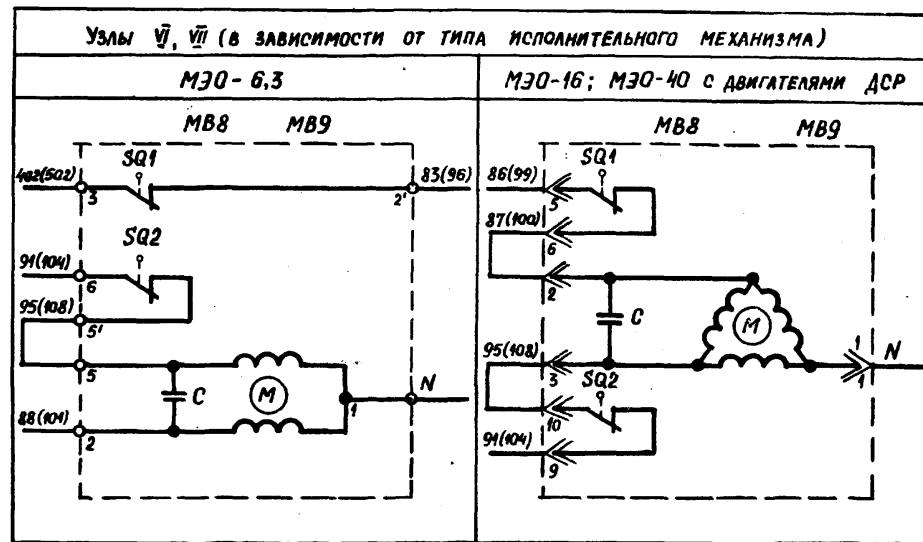 Узлы VI, VII (в зависимости от типа исполнительного механизма)
МЭО-6,3
МЭО-16; МЭО-40 с двигателями ДСР
МВ8 МВ9
SQ1
402(502)
3
2'
83(96)
SQ2
91(104)
6
95(108)
5'
5
C
M
1
N
88(101)
2
МВ8 МВ9
SQ1
86(99)
5
87(100)
6
2
C
M
1
N
1
95(108)
3
SQ2
10
91(104)
9